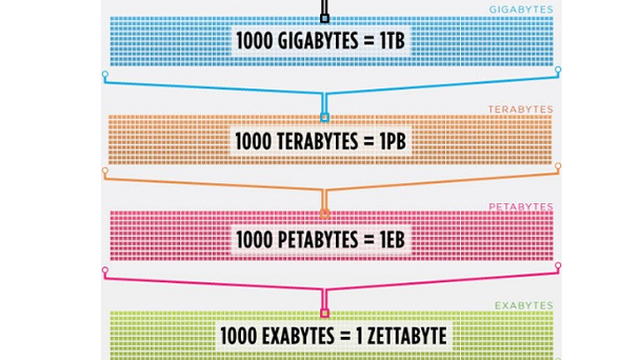 GIGABYTES
1000 GIGABYTES = 1TB
TERABYTES
1000 TERABYTES = 1PB
PETABYTES
1000 PETABYTES = 1EB
EXABYTES
1000 EXABYTES = 1 ZETTABYTE